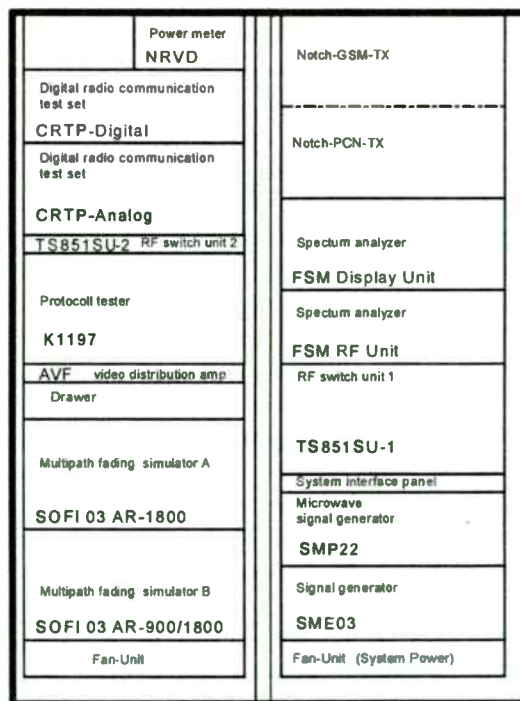 Power meter
NRVD
Digital radio communication
test set
CRTP-Digital
Digital radio communication
test set
CRTP-Analog
TS851SU-2 RF switch unit 2
Protocoll tester
K1197
AVF video distribution amp
Drawer
Multipath fading simulator A
SOFI 03 AR-1800
Multipath fading simulator B
SOFI 03 AR-900/1800
Fan-Unit
Notch-GSM-TX
Notch-PCN-TX
Spectum analyzer
FSM Display Unit
Spectum analyzer
FSM RF Unit
RF switch unit 1
TS851SU-1
System interface panel
Microwave
signal generator
SMP22
Signal generator
SME03
Fan-Unit (System Power)